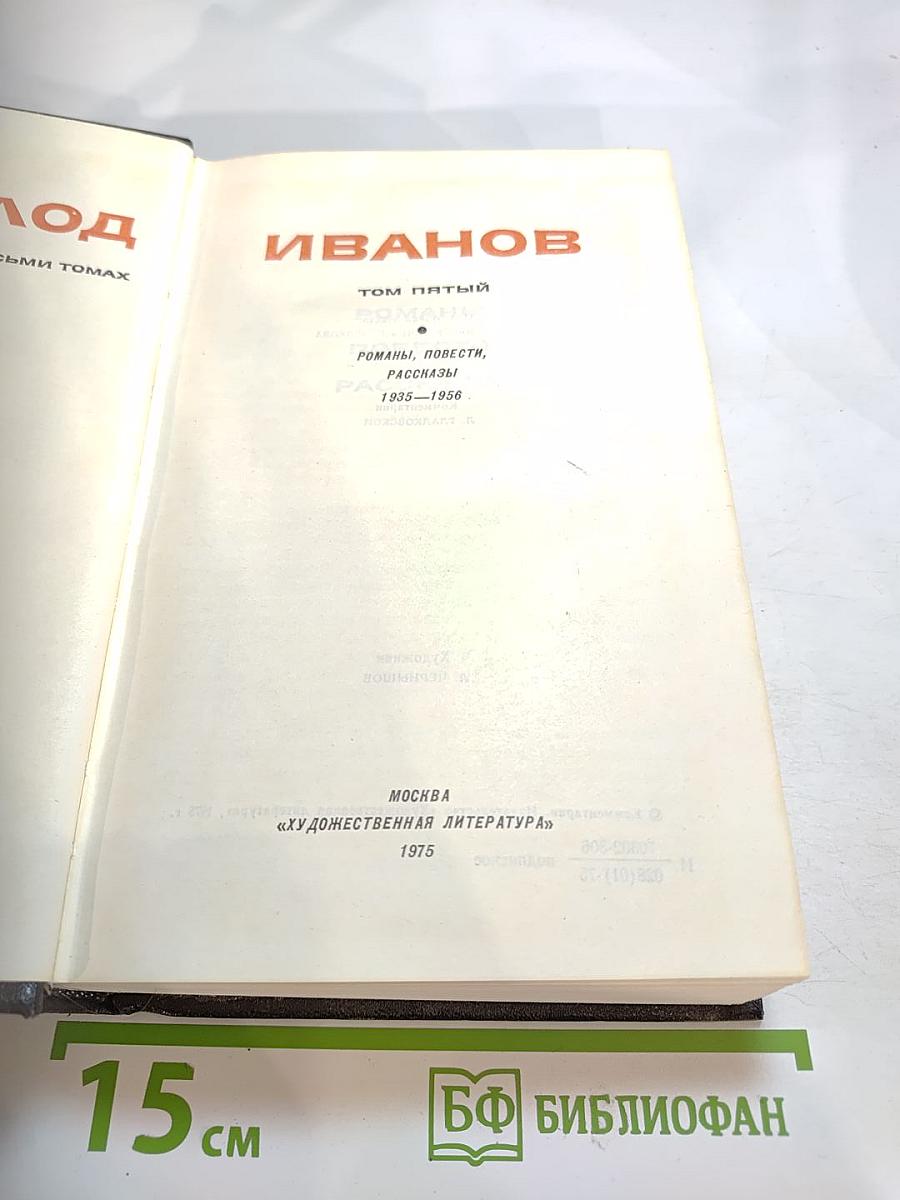 ЛОД
СЬМИ ТОМАХ
ИВАНОВ
ТОМ ПЯТЫЙ
РОМАНЫ, ПОВЕСТИ,
РАССКАЗЫ
1935—1956
МОСКВА
«ХУДОЖЕСТВЕННАЯ ЛИТЕРАТУРА»
1975
15 см
БФ БИБЛИОФАН